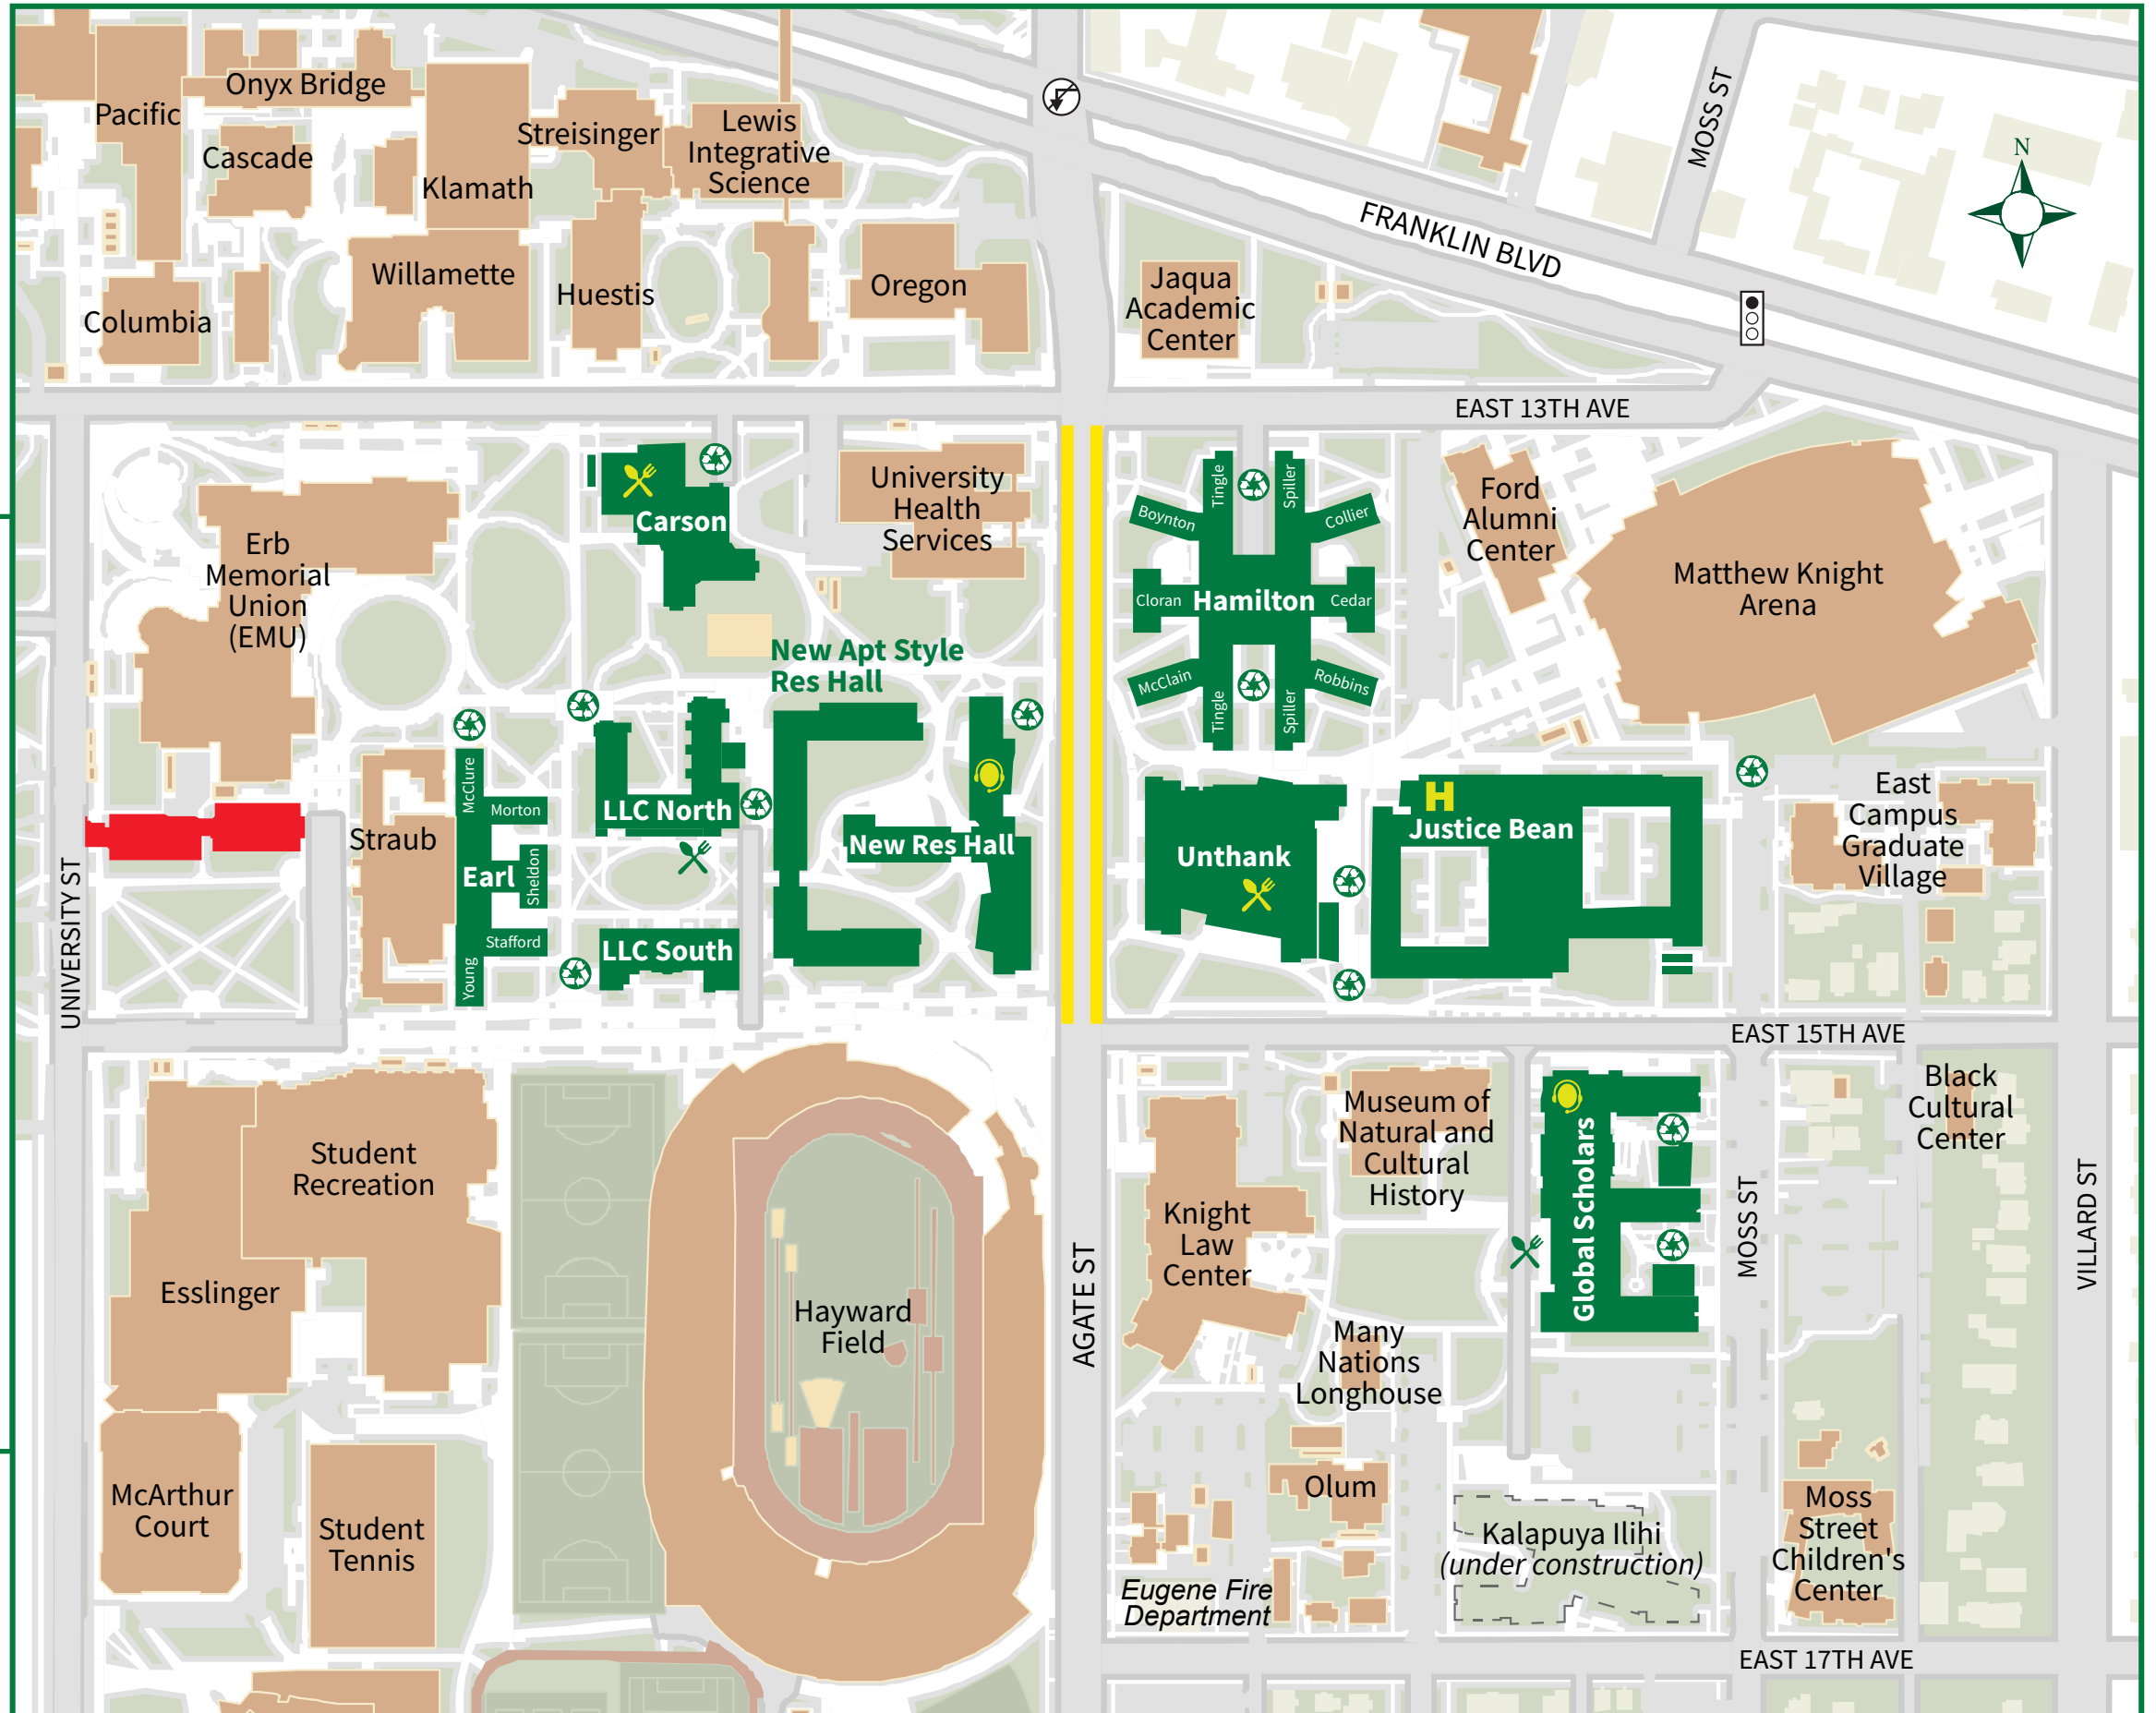 Pacific
Onyx Bridge
Cascade
Klamath
Streisinger
Lewis
Integrative
Science
Willamette
Huestis
Columbia
Oregon
MOSS ST
N
FRANKLIN BLVD
Jaqua
Academic
Center
EAST 13TH AVE
Erb
Memorial
Union
(EMU)
Carson
University
Health
Services
New Apt Style
Res Hall
Tingle
Spiller
Boynton
Collier
Cloran
Hamilton
Cedar
McClain
Robbins
Tingle
Spiller
Ford
Alumni
Center
Matthew Knight
Arena
McClure
Morton
Straub
Earl
Sheldon
Stafford
Young
LLC North
LLC South
New Res Hall
Unthank
H
Justice Bean
East
Campus
Graduate
Village
UNIVERSITY ST
EAST 15TH AVE
Student
Recreation
Esslinger
McArthur
Court
Student
Tennis
Hayward
Field
AGATE ST
Museum of
Natural and
Cultural
History
Knight
Law
Center
Many
Nations
Longhouse
Olum
Global Scholars
MOSS ST
Black
Cultural
Center
VILLARD ST
Kalapuya Ilihi
(under construction)
Eugene Fire
Department
Moss
Street
Children's
Center
EAST 17TH AVE